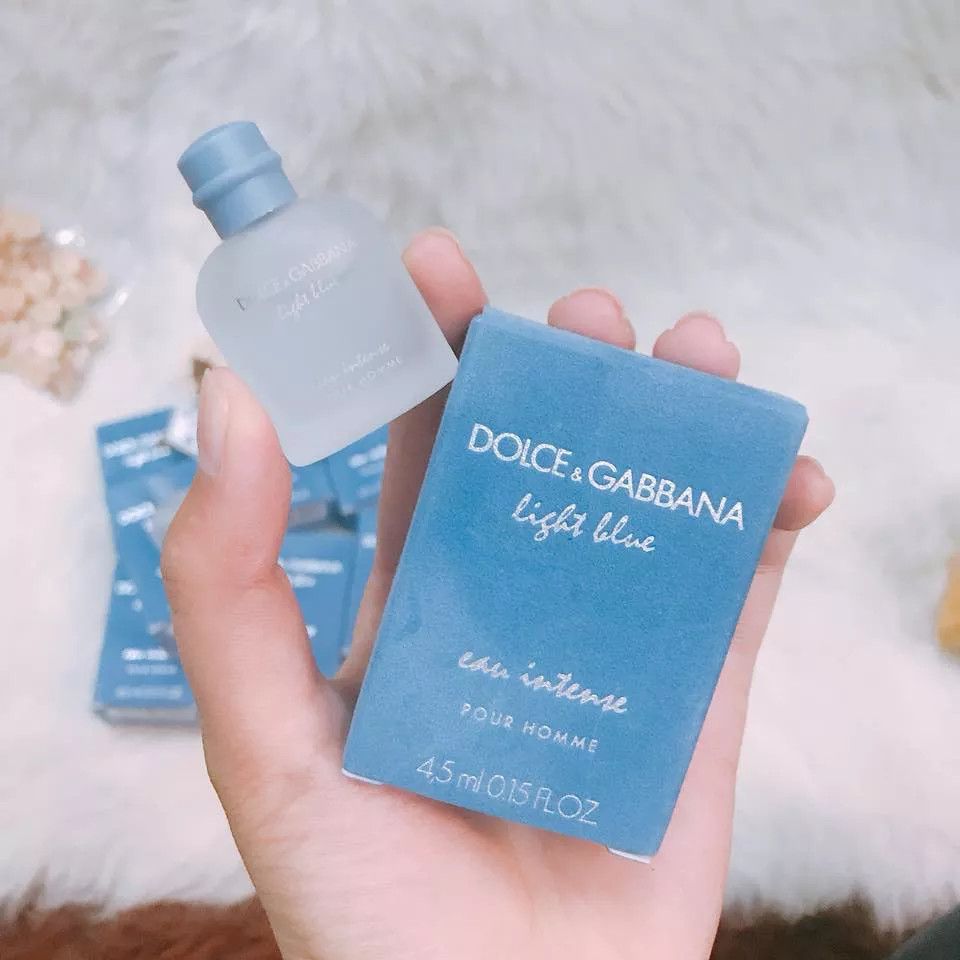 DOLCE & GABBANA
light blue
eau intense
POUR HOMME
DOLCE & GABBANA
light blue
eau intense
POUR HOMME
4,5 ml 0.15 FL.OZ